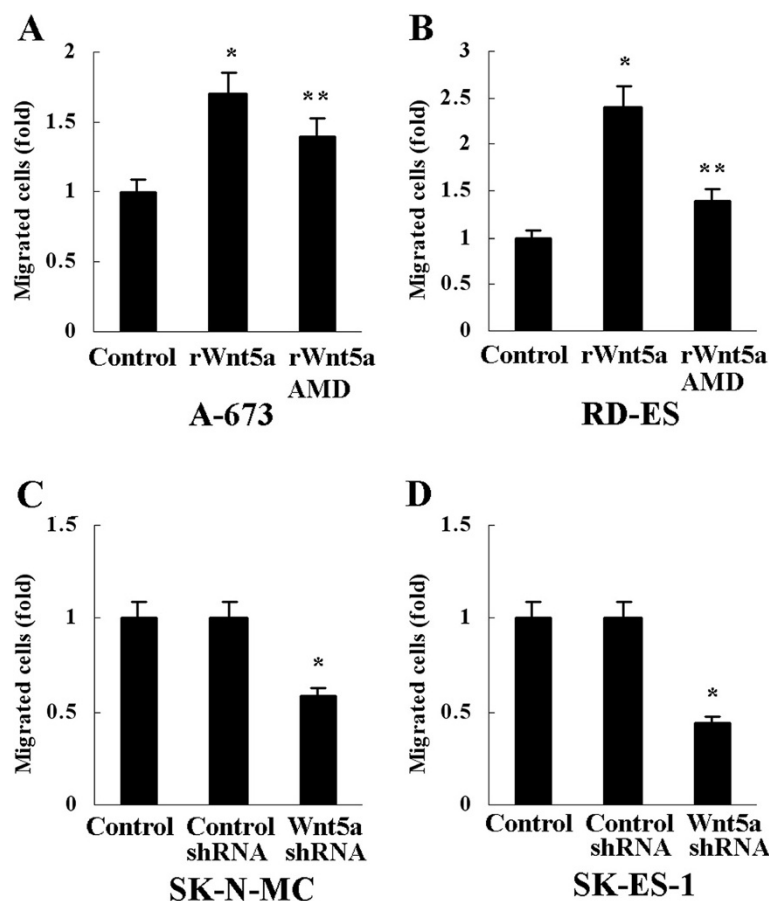 A
Migrated cells (fold)
2
1.5
1
0.5
0
*
**
Control rWnt5a rWnt5a
AMD
A-673
B
Migrated cells (fold)
3
2.5
2
1.5
1
0.5
0
*
**
Control rWnt5a rWnt5a
AMD
RD-ES
C
Migrated cells (fold)
1.5
1
0.5
0
*
Control Control Wnt5a
shRNA shRNA
SK-N-MC
D
Migrated cells (fold)
1.5
1
0.5
0
*
Control Control Wnt5a
shRNA shRNA
SK-ES-1